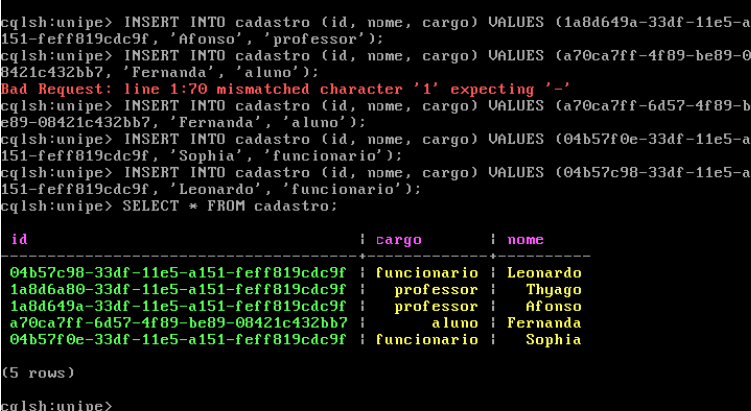 cqlsh:unipe> INSERT INTO cadastro (id, nome, cargo) VALUES (1a8d649a-33df-11e5-a
151-feff819cdc9f, 'Afonso', 'professor');
cqlsh:unipe> INSERT INTO cadastro (id, nome, cargo) VALUES (a70ca7ff-4f89-be89-0
8421c432bb7, 'Fernanda', 'aluno');
Bad Request: line 1:70 mismatched character '1' expecting '-'
cqlsh:unipe> INSERT INTO cadastro (id, nome, cargo) VALUES (a70ca7ff-6d57-4f89-b
e89-08421c432bb7, 'Fernanda', 'aluno');
cqlsh:unipe> INSERT INTO cadastro (id, nome, cargo) VALUES (04b57f0e-33df-11e5-a
151-feff819cdc9f, 'Sophia', 'funcionario');
cqlsh:unipe> INSERT INTO cadastro (id, nome, cargo) VALUES (04b57c98-33df-11e5-a
151-feff819cdc9f, 'Leonardo', 'funcionario');
cqlsh:unipe> SELECT * FROM cadastro;
id | cargo | nome
--------------------------------------+-------------+----------
04b57c98-33df-11e5-a151-feff819cdc9f | funcionario | Leonardo
1a8d6a80-33df-11e5-a151-feff819cdc9f | professor | Thyago
1a8d649a-33df-11e5-a151-feff819cdc9f | professor | Afonso
a70ca7ff-6d57-4f89-be89-08421c432bb7 | aluno | Fernanda
04b57f0e-33df-11e5-a151-feff819cdc9f | funcionario | Sophia
(5 rows)
cqlsh:unipe>